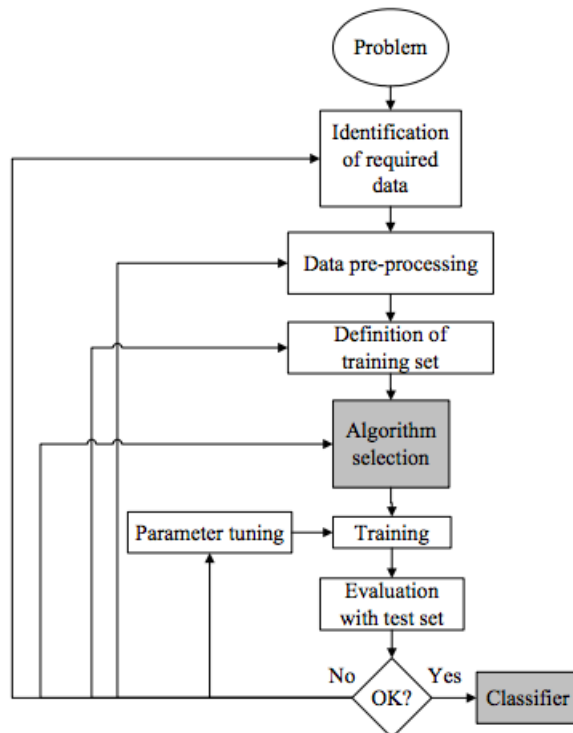 Problem
Identification
of required
data
Data pre-processing
Definition of
training set
Algorithm
selection
Parameter tuning
Training
Evaluation
with test set
No
Yes
OK?
Classifier